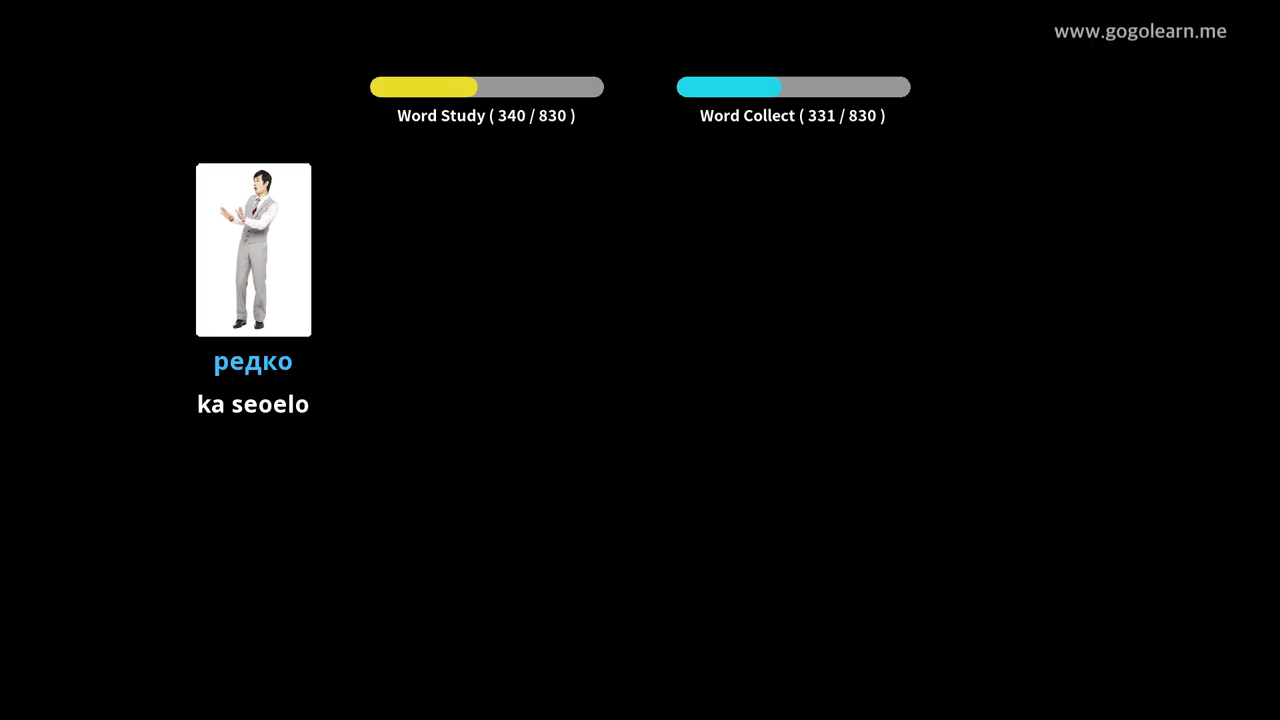 www.gogolearn.me
Word Study ( 340 / 830 )
Word Collect ( 331 / 830 )
редко
ka seoelo